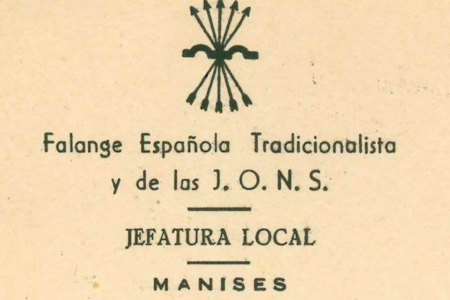 Falange Española Tradicionalista
y de las J. O. N. S.
JEFATURA LOCAL
MANISES